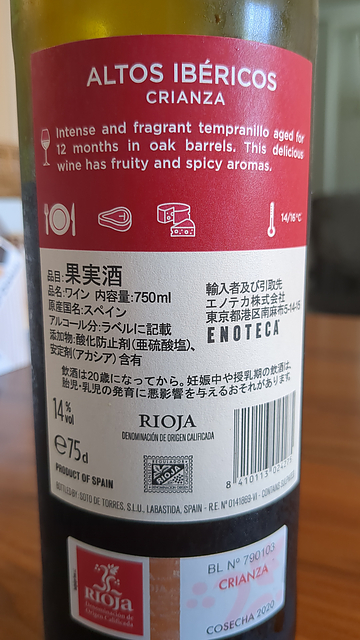 ALTOS IBÉRICOS
CRIANZA
Intense and fragrant tempranillo aged for
12 months in oak barrels. This delicious
wine has fruity and spicy aromas.
14/16°C
品目:果実酒
品名:ワイン 内容量:750ml
原産国名:スペイン
アルコール分:ラベルに記載
添加物:酸化防止剤(亜硫酸塩)、
安定剤(アカシア)含有
輸入者及び引取先
エノテカ株式会社
東京都港区南麻布5-14-15
ENOTECA
飲酒は20歳になってから。妊娠中や授乳期の飲酒は、
胎児・乳児の発育に悪影響を与えるおそれがあります。
14% vol
℮75cl
PRODUCT OF SPAIN
RIOJA
DENOMINACIÓN DE ORIGEN CALIFICADA
RIOJA
BOTTLED BY: SOTO DE TORRES, S.L.U., LABASTIDA, SPAIN - R.E. Nº 0141869-VI - CONTAINS SULPHITES
RIOJA
Denominación de
Origen Calificada
BL Nº 790103
CRIANZA
COSECHA 2020